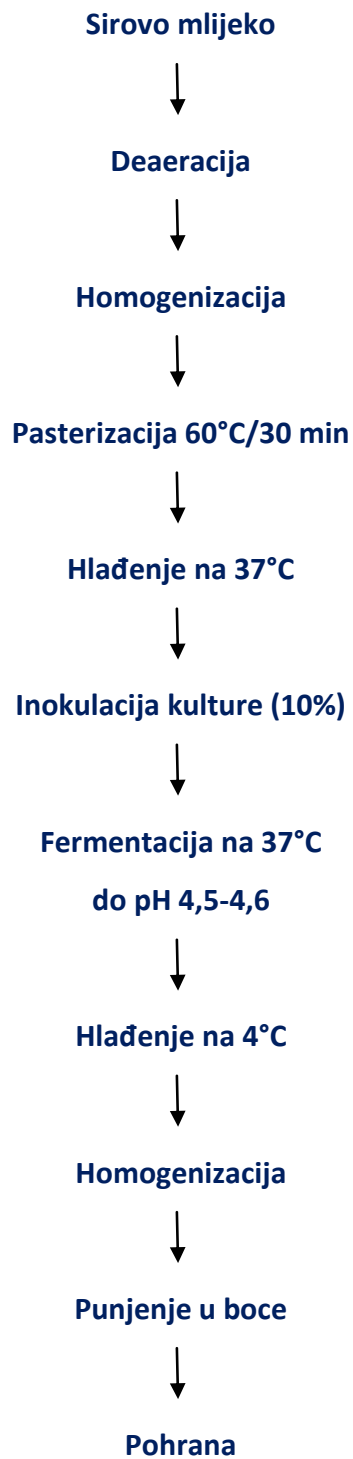 Sirovo mlijeko
Deaeracija
Homogenizacija
Pasterizacija 60°C/30 min
Hlađenje na 37°C
Inokulacija kulture (10%)
Fermentacija na 37°C
do pH 4,5-4,6
Hlađenje na 4°C
Homogenizacija
Punjenje u boce
Pohrana